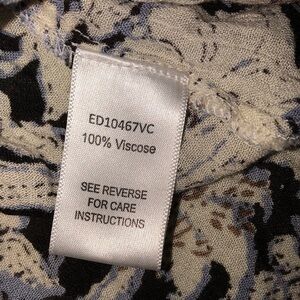 ED10467VC
100% Viscose
SEE REVERSE
FOR CARE
INSTRUCTIONS